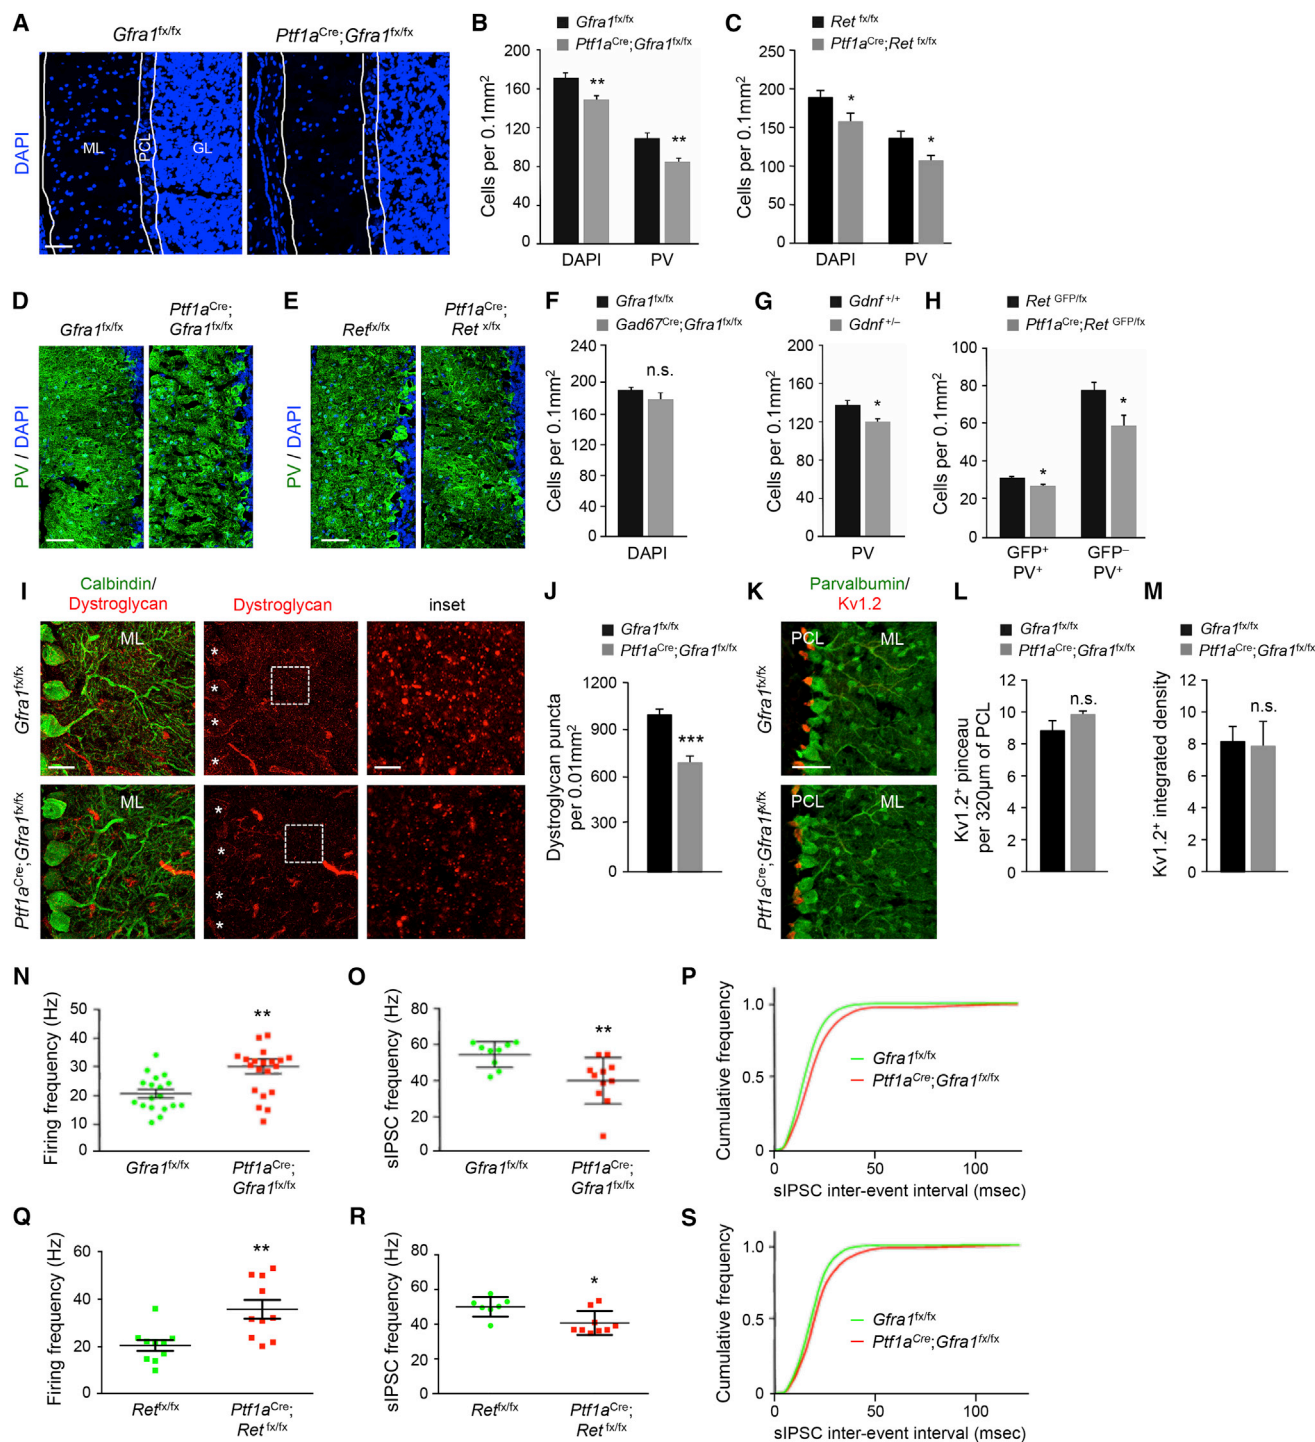 A
Gfra1fx/fx
Ptf1aCre;Gfra1fx/fx
DAPI
ML
PCL
GL
B
Gfra1fx/fx
Ptf1aCre;Gfra1fx/fx
Cells per 0.1mm2
200
160
120
80
40
0
**
**
DAPI
PV
C
Ret fx/fx
Ptf1aCre;Ret fx/fx
Cells per 0.1mm2
250
200
150
100
50
0
*
*
DAPI
PV
D
Gfra1fx/fx
Ptf1aCre;
Gfra1fx/fx
PV / DAPI
E
Retfx/fx
Ptf1aCre;
Ret x/fx
PV / DAPI
F
Gfra1fx/fx
Gad67Cre;Gfra1fx/fx
Cells per 0.1mm2
240
200
160
120
80
40
0
n.s.
DAPI
G
Gdnf+/+
Gdnf+/–
Cells per 0.1mm2
200
160
120
80
40
0
*
PV
H
Ret GFP/fx
Ptf1aCre;Ret GFP/fx
Cells per 0.1mm2
100
80
60
40
20
0
*
*
GFP+
PV+
GFP–
PV+
I
Calbindin/
Dystroglycan
Dystroglycan
inset
Gfra1fx/fx
ML
*
*
*
*
Ptf1aCre;Gfra1fx/fx
ML
*
*
*
*
J
Gfra1fx/fx
Ptf1aCre;Gfra1fx/fx
Dystroglycan puncta
per 0.01mm2
1200
900
600
300
0
***
K
Parvalbumin/
Kv1.2
Gfra1fx/fx
PCL
ML
Ptf1aCre;Gfra1fx/fx
PCL
ML
L
Gfra1fx/fx
Ptf1aCre;Gfra1fx/fx
Kv1.2+ pinceau
per 320µm of PCL
12
10
8
6
4
2
0
n.s.
M
Gfra1fx/fx
Ptf1aCre;Gfra1fx/fx
Kv1.2+ integrated density
12
10
8
6
4
2
0
n.s.
N
Firing frequency (Hz)
50
40
30
20
10
0
**
Gfra1fx/fx
Ptf1aCre;
Gfra1fx/fx
O
sIPSC frequency (Hz)
80
60
40
20
0
**
Gfra1fx/fx
Ptf1aCre;
Gfra1fx/fx
P
Cumulative frequency
1.0
0.5
0
Gfra1fx/fx
Ptf1aCre;Gfra1fx/fx
0
50
100
sIPSC inter-event interval (msec)
Q
Firing frequency (Hz)
60
40
20
0
**
Retfx/fx
Ptf1aCre;
Ret fx/fx
R
sIPSC frequency (Hz)
80
60
40
20
0
*
Retfx/fx
Ptf1aCre;
Ret fx/fx
S
Cumulative frequency
1.0
0.5
0
Gfra1fx/fx
Ptf1aCre;Gfra1fx/fx
0
50
100
sIPSC inter-event interval (msec)